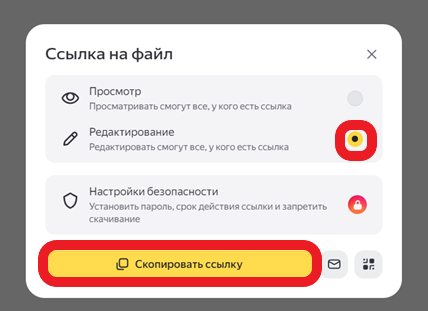 Ссылка на файл
Просмотр
Просматривать смогут все, у кого есть ссылка
Редактирование
Редактировать смогут все, у кого есть ссылка
Настройки безопасности
Установить пароль, срок действия ссылки и запретить
скачивание
Скопировать ссылку